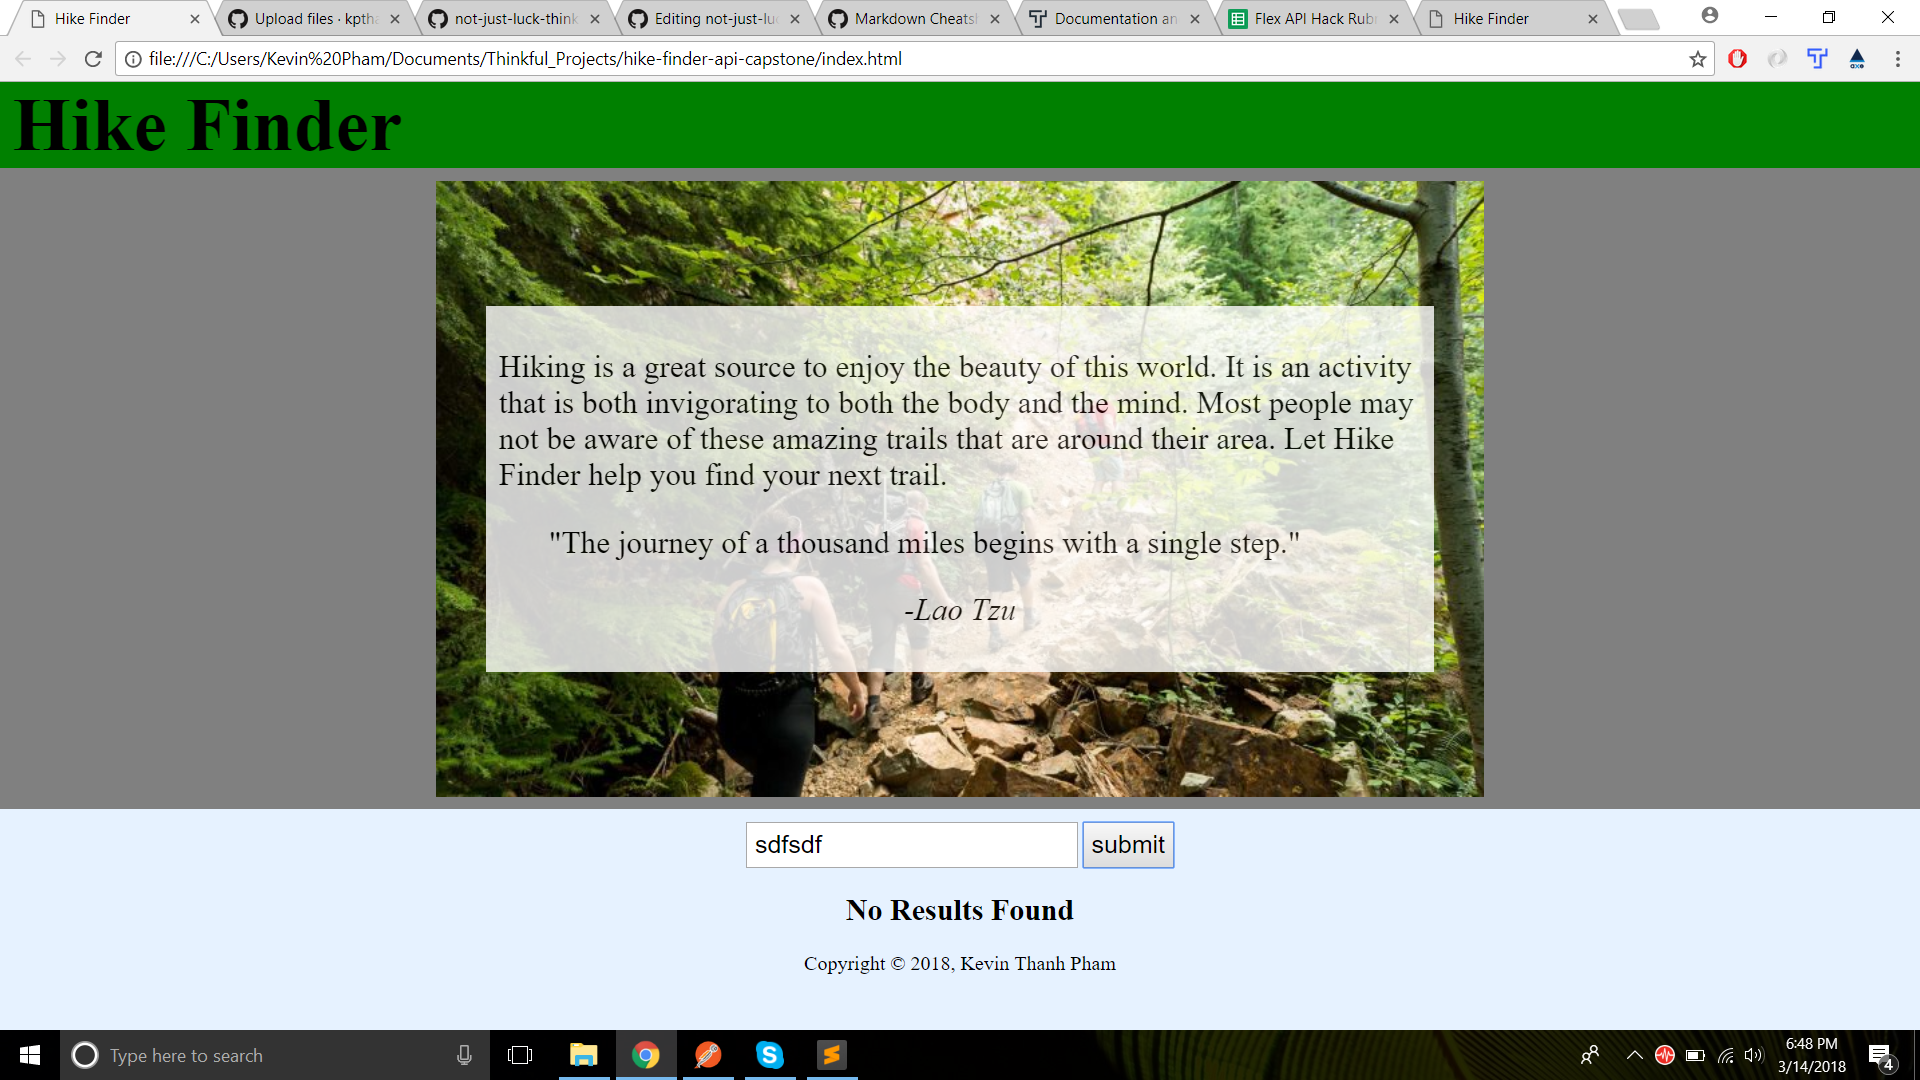 Hike Finder
Upload files · kptha
not-just-luck-think
Editing not-just-lu
Markdown Cheats
Documentation an
Flex API Hack Rub
Hike Finder
file:///C:/Users/Kevin%20Pham/Documents/Thinkful_Projects/hike-finder-api-capstone/index.html
Hike Finder
Hiking is a great source to enjoy the beauty of this world. It is an activity
that is both invigorating to both the body and the mind. Most people may
not be aware of these amazing trails that are around their area. Let Hike
Finder help you find your next trail.
"The journey of a thousand miles begins with a single step."
-Lao Tzu
sdfsdf
submit
No Results Found
Copyright © 2018, Kevin Thanh Pham
Type here to search
6:48 PM
3/14/2018
4